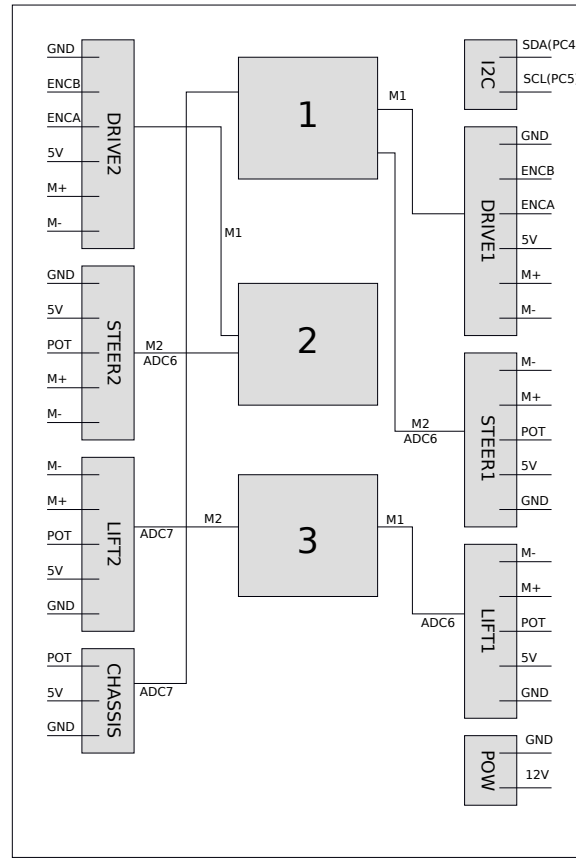 GND
ENCB
ENCA
5V
M+
M-
DRIVE2
GND
5V
POT
M+
M-
STEER2
M-
M+
POT
5V
GND
LIFT2
POT
5V
GND
CHASSIS
M1
M2
ADC6
M2
ADC7
ADC7
1
2
3
M1
M2
ADC6
M1
ADC6
I2C
SDA(PC4
SCL(PC5)
DRIVE1
GND
ENCB
ENCA
5V
M+
M-
STEER1
M-
M+
POT
5V
GND
LIFT1
M-
M+
POT
5V
GND
POW
GND
12V